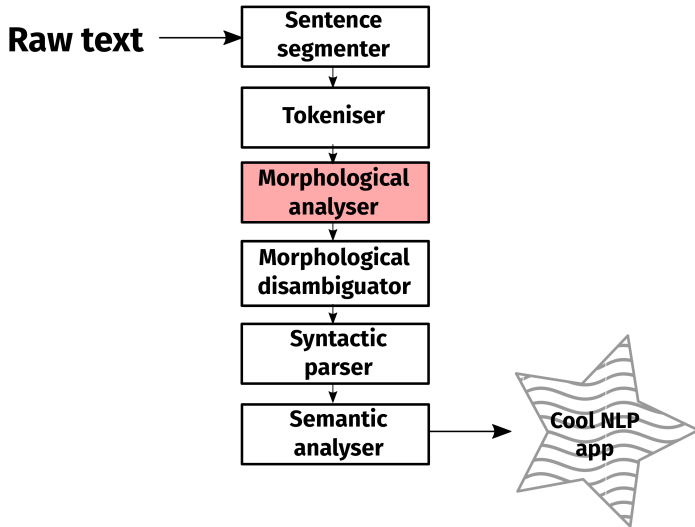 Raw text
Sentence
segmenter
Tokeniser
Morphological
analyser
Morphological
disambiguator
Syntactic
parser
Semantic
analyser
Cool NLP
app